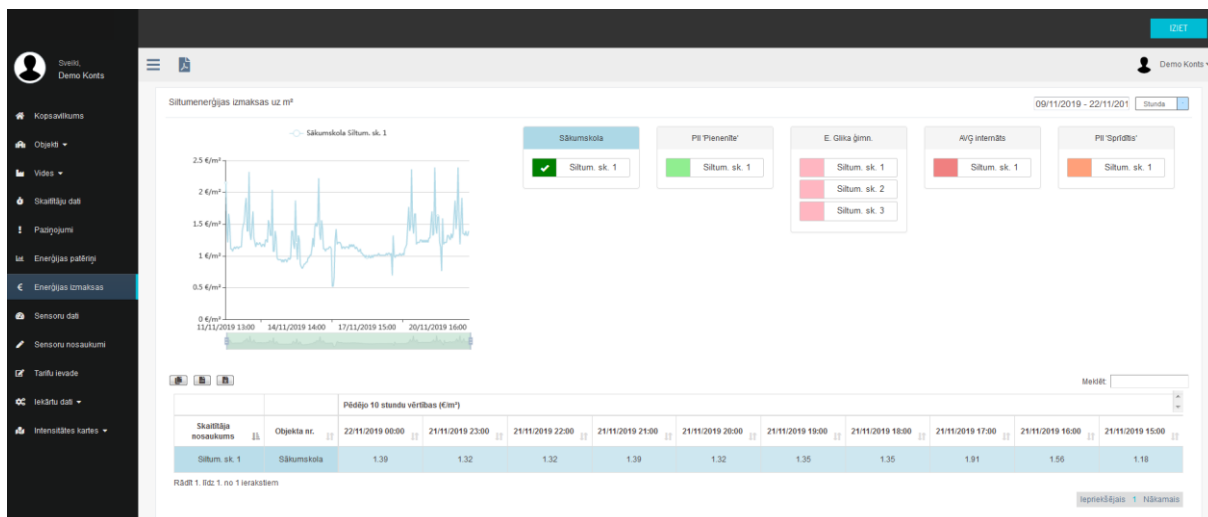 IZIET
Sveiki,
Demo Konts
Demo Konts
Kopsavilkums
Objekti
Vides
Skaitītāju dati
Paziņojumi
Enerģijas patēriņi
Enerģijas izmaksas
Sensoru dati
Sensoru nosaukumi
Tarifu ievade
Iekārtu dati
Intensitātes kartes
Siltumenerģijas izmaksas uz m²
09/11/2019 - 22/11/201 Stunda
Sākumskola Siltum. sk. 1
2.5 €/m²
2 €/m²
1.5 €/m²
1 €/m²
0.5 €/m²
0 €/m²
11/11/2019 13:00 14/11/2019 14:00 17/11/2019 15:00 20/11/2019 16:00
Sākumskola PII 'Pienenīte' E. Glika ģimn. AVĢ internāts PII 'Sprīdītis'
Siltum. sk. 1 Siltum. sk. 1 Siltum. sk. 1 Siltum. sk. 1 Siltum. sk. 1
Siltum. sk. 2
Siltum. sk. 3
Meklēt:
Pēdējo 10 stundu vērtības (€/m²)
Skaitītāja nosaukums Objekta nr. 22/11/2019 00:00 21/11/2019 23:00 21/11/2019 22:00 21/11/2019 21:00 21/11/2019 20:00 21/11/2019 19:00 21/11/2019 18:00 21/11/2019 17:00 21/11/2019 16:00 21/11/2019 15:00
Siltum. sk. 1 Sākumskola 1.39 1.32 1.32 1.39 1.32 1.35 1.35 1.91 1.56 1.18
Rādīt 1. līdz 1. no 1 ierakstiem
Iepriekšējais 1 Nākamais